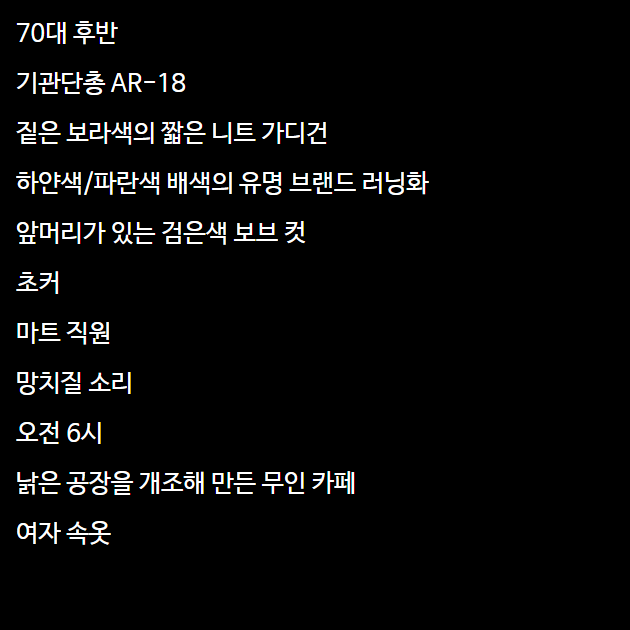 70대 후반
기관단총 AR-18
짙은 보라색의 짧은 니트 가디건
하얀색/파란색 배색의 유명 브랜드 러닝화
앞머리가 있는 검은색 보브 컷
초커
마트 직원
망치질 소리
오전 6시
낡은 공장을 개조해 만든 무인 카페
여자 속옷